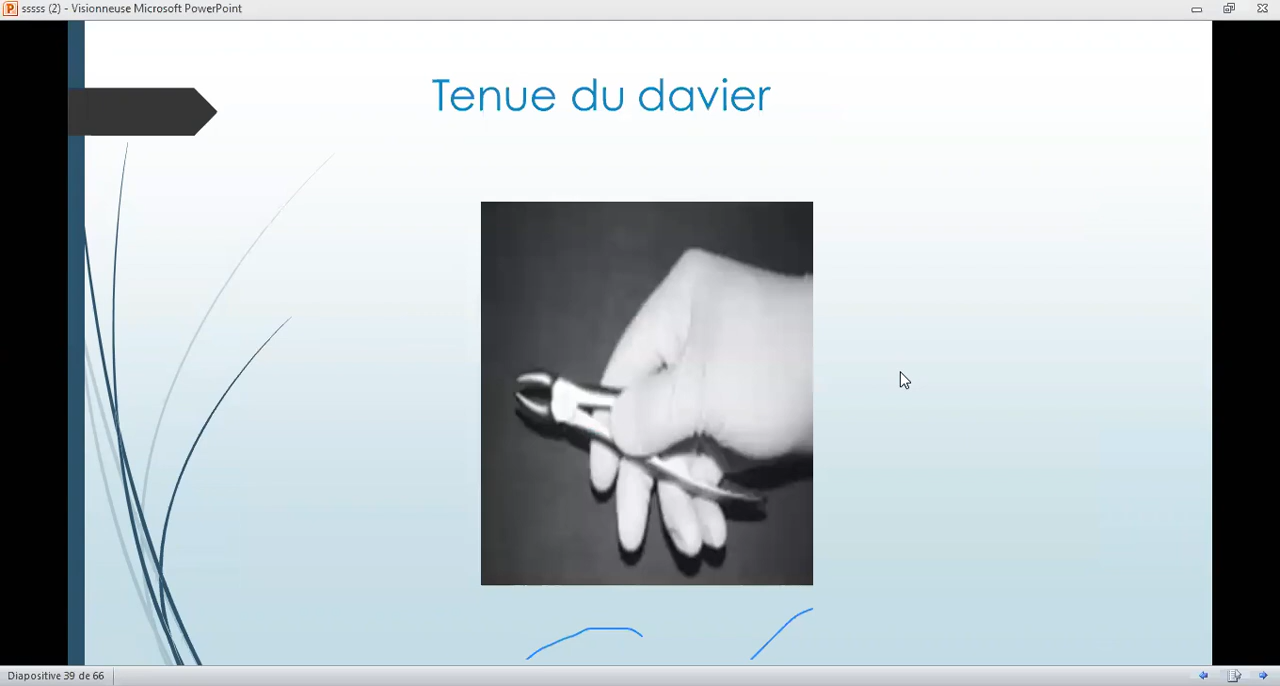 sssss (2) - Visionneuse Microsoft PowerPoint
Tenue du davier
Diapositive 39 de 66